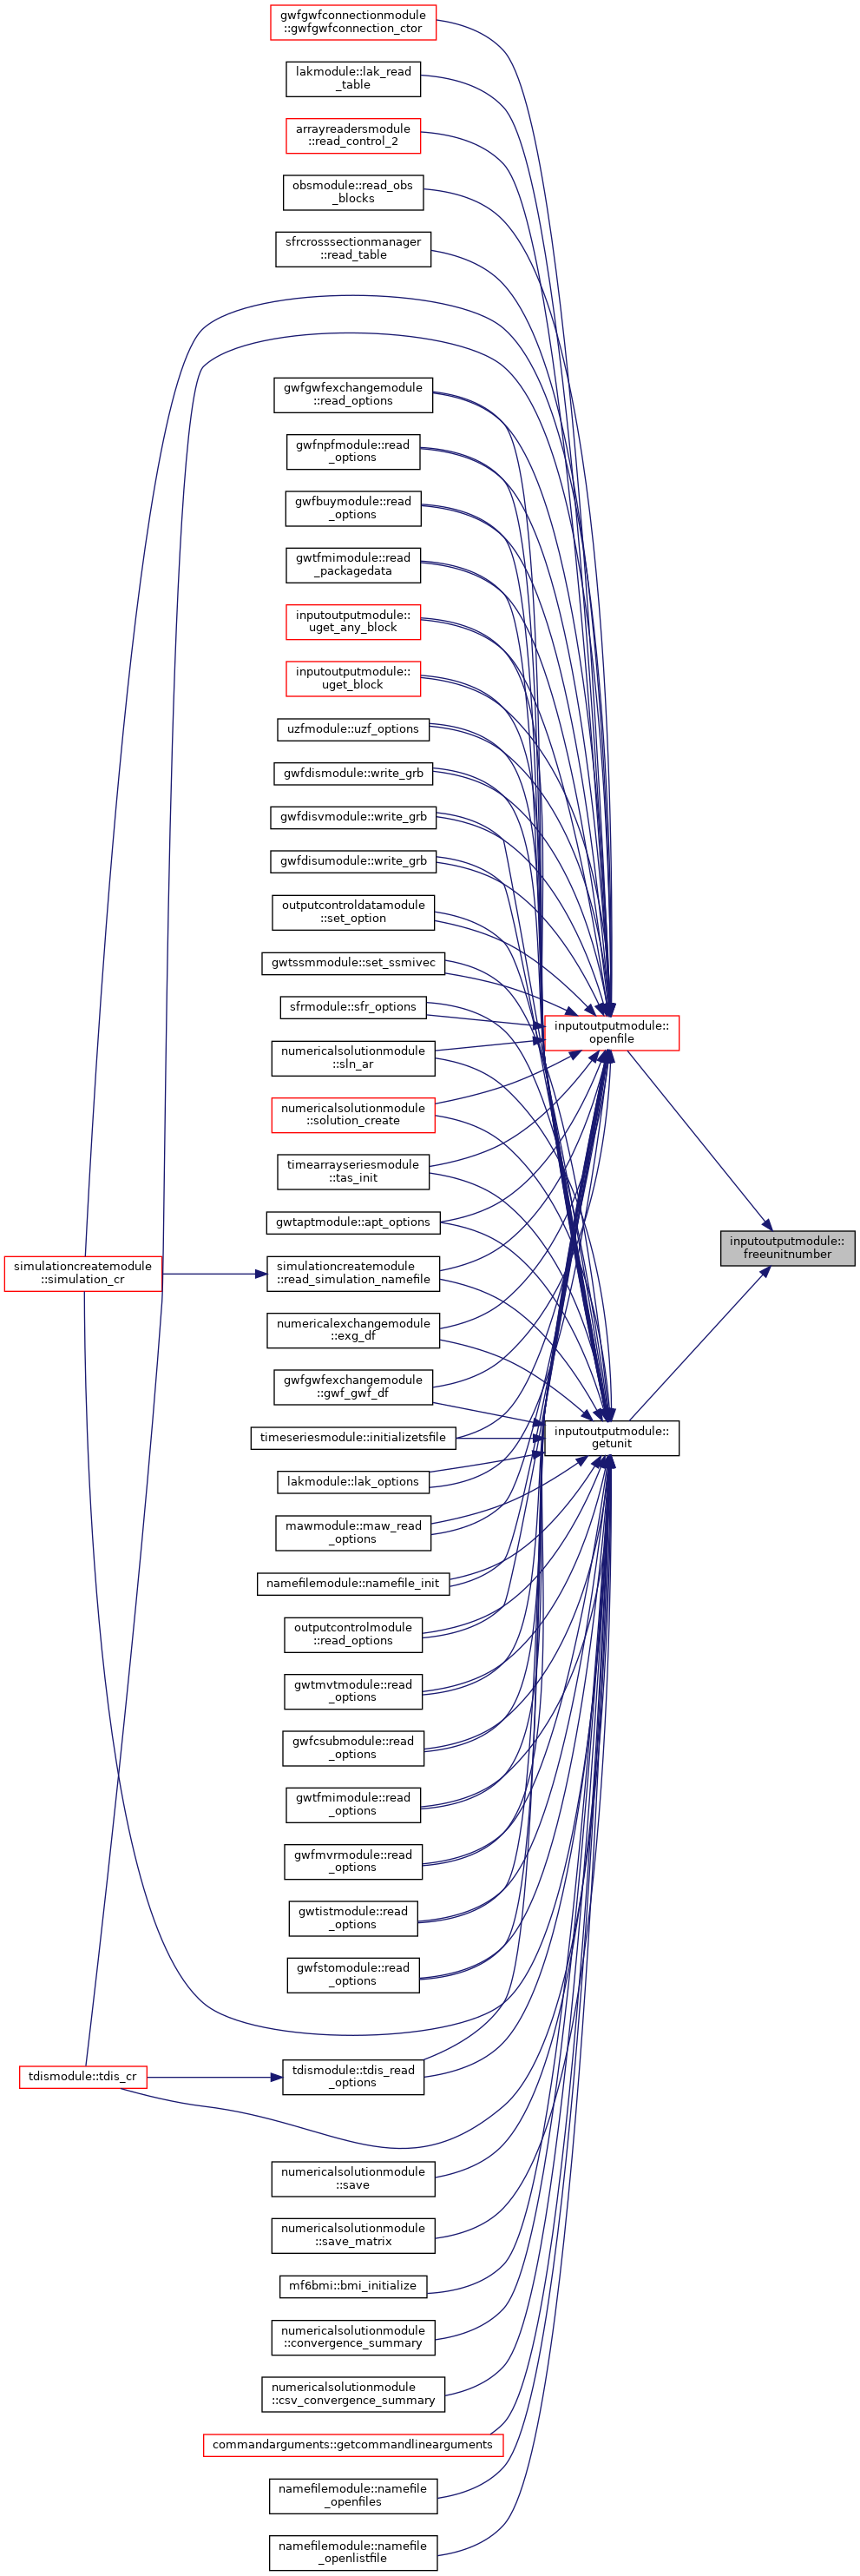 gwfgwfconnectionmodule
::gwfgwfconnection_ctor
lakmodule::lak_read
_table
arrayreadersmodule
::read_control_2
obsmodule::read_obs
_blocks
sfrcrosssectionmanager
::read_table
gwfgwfexchangemodule
::read_options
gwfnpfmodule::read
_options
gwfbuymodule::read
_options
gwtfmimodule::read
_packagedata
inputoutputmodule::
uget_any_block
inputoutputmodule::
uget_block
uzfmodule::uzf_options
gwfdismodule::write_grb
gwfdisvmodule::write_grb
gwfdisumodule::write_grb
outputcontroldatamodule
::set_option
gwtssmmodule::set_ssmivec
sfrmodule::sfr_options
numericalsolutionmodule
::sln_ar
numericalsolutionmodule
::solution_create
timearrayseriesmodule
::tas_init
gwtaptmodule::apt_options
simulationcreatemodule
::simulation_cr
simulationcreatemodule
::read_simulation_namefile
numericalexchangemodule
::exg_df
gwfgwfexchangemodule
::gwf_gwf_df
timeseriesmodule::initializetsfile
lakmodule::lak_options
mawmodule::maw_read
_options
namefilemodule::namefile_init
outputcontrolmodule
::read_options
gwtmvtmodule::read
_options
gwfcsubmodule::read
_options
gwtfmimodule::read
_options
gwfmvrmodule::read
_options
gwtistmodule::read
_options
gwfstomodule::read
_options
tdismodule::tdis_cr
tdismodule::tdis_read
_options
numericalsolutionmodule
::save
numericalsolutionmodule
::save_matrix
mf6bmi::bmi_initialize
numericalsolutionmodule
::convergence_summary
numericalsolutionmodule
::csv_convergence_summary
commandarguments::getcommandlinearguments
namefilemodule::namefile
_openfiles
namefilemodule::namefile
_openlistfile
inputoutputmodule::
openfile
inputoutputmodule::
getunit
inputoutputmodule::
freeunitnumber